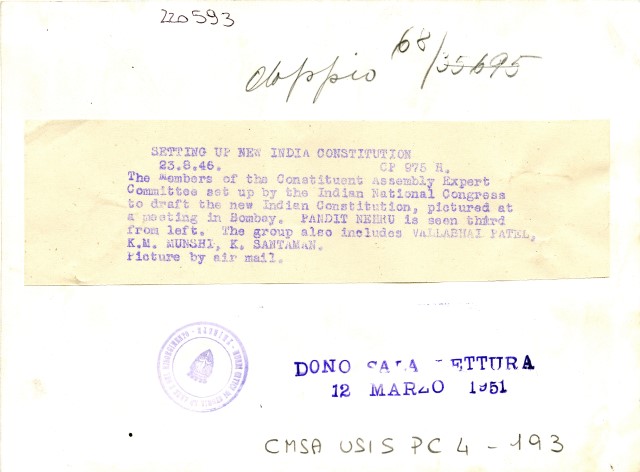 220593
doppio 68/35695
SETTING UP NEW INDIA CONSTITUTION
23.8.46. CP 975 H.
The Members of the Constituent Assembly Expert
Committee set up by the Indian National Congress
to draft the new Indian Constitution, pictured at
a meeting in Bombay. PANDIT NEHRU is seen third
from left. The group also includes VALLABHAI PATEL,
K.M. MUNSHI, K. SANTAMAN.
Picture by air mail.
DONO SALA LETTURA
12 MARZO 1951
CMSA USIS PC 4 - 193